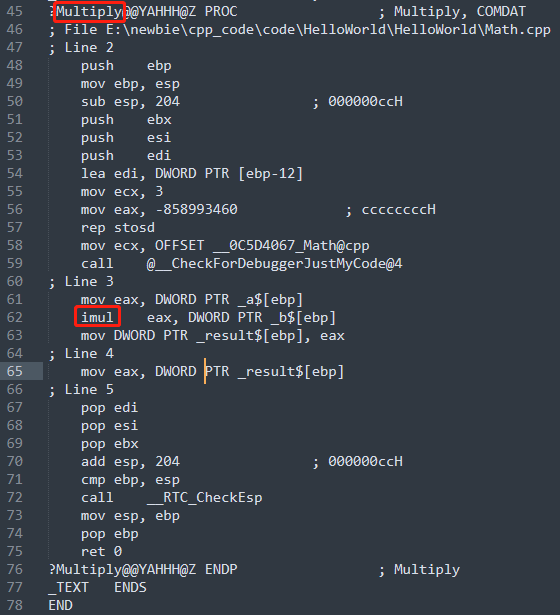 45 ?Multiply@@YAHHH@Z PROC ; Multiply, COMDAT
46 ; File E:\newbie\cpp_code\code\HelloWorld\HelloWorld\Math.cpp
47 ; Line 2
48 push ebp
49 mov ebp, esp
50 sub esp, 204 ; 000000ccH
51 push ebx
52 push esi
53 push edi
54 lea edi, DWORD PTR [ebp-12]
55 mov ecx, 3
56 mov eax, -858993460 ; ccccccccH
57 rep stosd
58 mov ecx, OFFSET __0C5D4067_Math@cpp
59 call @__CheckForDebuggerJustMyCode@4
60 ; Line 3
61 mov eax, DWORD PTR _a$[ebp]
62 imul eax, DWORD PTR _b$[ebp]
63 mov DWORD PTR _result$[ebp], eax
64 ; Line 4
65 mov eax, DWORD PTR _result$[ebp]
66 ; Line 5
67 pop edi
68 pop esi
69 pop ebx
70 add esp, 204 ; 000000ccH
71 cmp ebp, esp
72 call __RTC_CheckEsp
73 mov esp, ebp
74 pop ebp
75 ret 0
76 ?Multiply@@YAHHH@Z ENDP ; Multiply
77 _TEXT ENDS
78 END